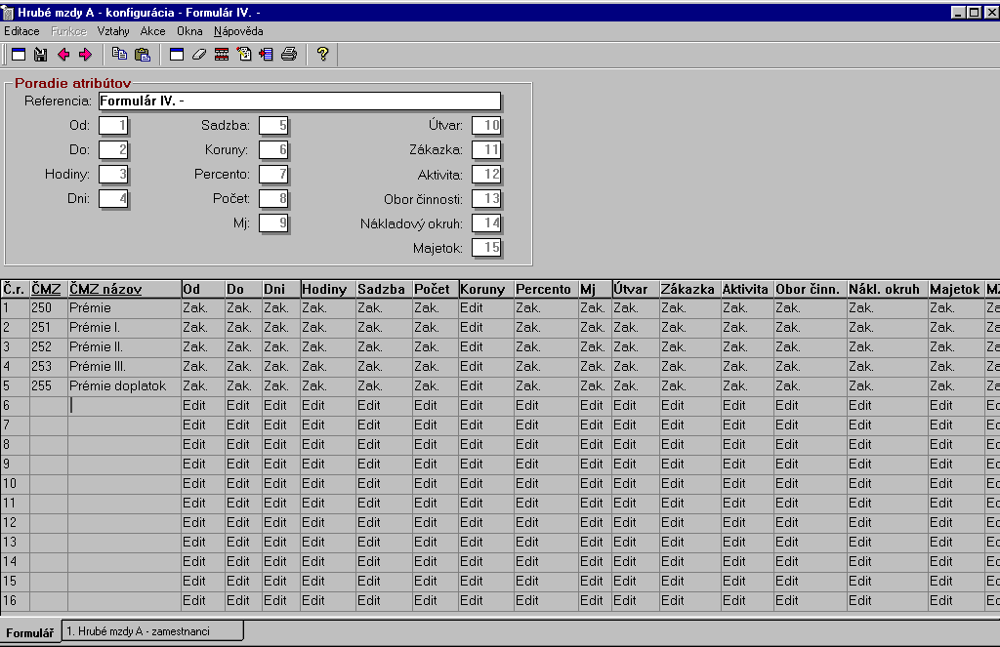 Hrubé mzdy A - konfigurácia - Formulár IV. -
Editace Funkce Vztahy Akce Okna Nápověda
Poradie atribútov
Referencia: Formulár IV. -
Od: 1 Sadzba: 5 Útvar: 10
Do: 2 Koruny: 6 Zákazka: 11
Hodiny: 3 Percento: 7 Aktivita: 12
Dni: 4 Počet: 8 Obor činnosti: 13
Mj: 9 Nákladový okruh: 14
Majetok: 15
Č.r. ČMZ ČMZ názov Od Do Dni Hodiny Sadzba Počet Koruny Percento Mj Útvar Zákazka Aktivita Obor činn. Nákl. okruh Majetok
1 250 Prémie Zak. Zak. Zak. Zak. Zak. Zak. Edit Zak. Zak. Zak. Zak. Zak. Zak. Zak. Zak.
2 251 Prémie I. Zak. Zak. Zak. Zak. Zak. Zak. Edit Zak. Zak. Zak. Zak. Zak. Zak. Zak. Zak.
3 252 Prémie II. Zak. Zak. Zak. Zak. Zak. Zak. Edit Zak. Zak. Zak. Zak. Zak. Zak. Zak. Zak.
4 253 Prémie III. Zak. Zak. Zak. Zak. Zak. Zak. Edit Zak. Zak. Zak. Zak. Zak. Zak. Zak. Zak.
5 255 Prémie doplatok Zak. Zak. Zak. Zak. Zak. Zak. Edit Zak. Zak. Zak. Zak. Zak. Zak. Zak. Zak.
6 Edit Edit Edit Edit Edit Edit Edit Edit Edit Edit Edit Edit Edit Edit Edit
7 Edit Edit Edit Edit Edit Edit Edit Edit Edit Edit Edit Edit Edit Edit Edit
8 Edit Edit Edit Edit Edit Edit Edit Edit Edit Edit Edit Edit Edit Edit Edit
9 Edit Edit Edit Edit Edit Edit Edit Edit Edit Edit Edit Edit Edit Edit Edit
10 Edit Edit Edit Edit Edit Edit Edit Edit Edit Edit Edit Edit Edit Edit Edit
11 Edit Edit Edit Edit Edit Edit Edit Edit Edit Edit Edit Edit Edit Edit Edit
12 Edit Edit Edit Edit Edit Edit Edit Edit Edit Edit Edit Edit Edit Edit Edit
13 Edit Edit Edit Edit Edit Edit Edit Edit Edit Edit Edit Edit Edit Edit Edit
14 Edit Edit Edit Edit Edit Edit Edit Edit Edit Edit Edit Edit Edit Edit Edit
15 Edit Edit Edit Edit Edit Edit Edit Edit Edit Edit Edit Edit Edit Edit Edit
16 Edit Edit Edit Edit Edit Edit Edit Edit Edit Edit Edit Edit Edit Edit Edit
Formulář 1. Hrubé mzdy A - zamestnanci